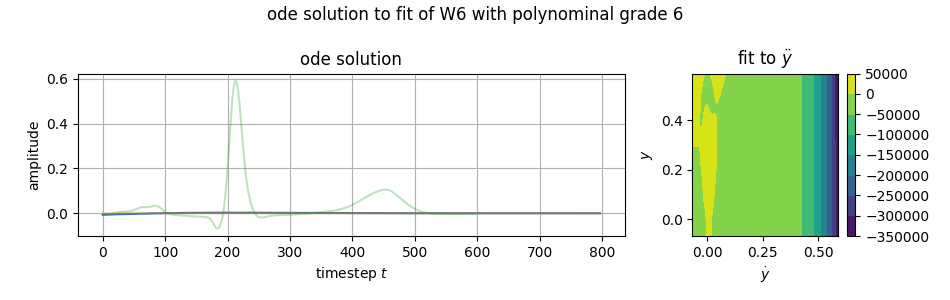 ode solution to fit of W6 with polynominal grade 6
ode solution
amplitude
0.6
0.4
0.2
0.0
0 100 200 300 400 500 600 700 800
timestep t
fit to ÿ
y
0.4
0.2
0.0
0.00 0.25 0.50
ẏ
50000
0
−50000
−100000
−150000
−200000
−250000
−300000
−350000